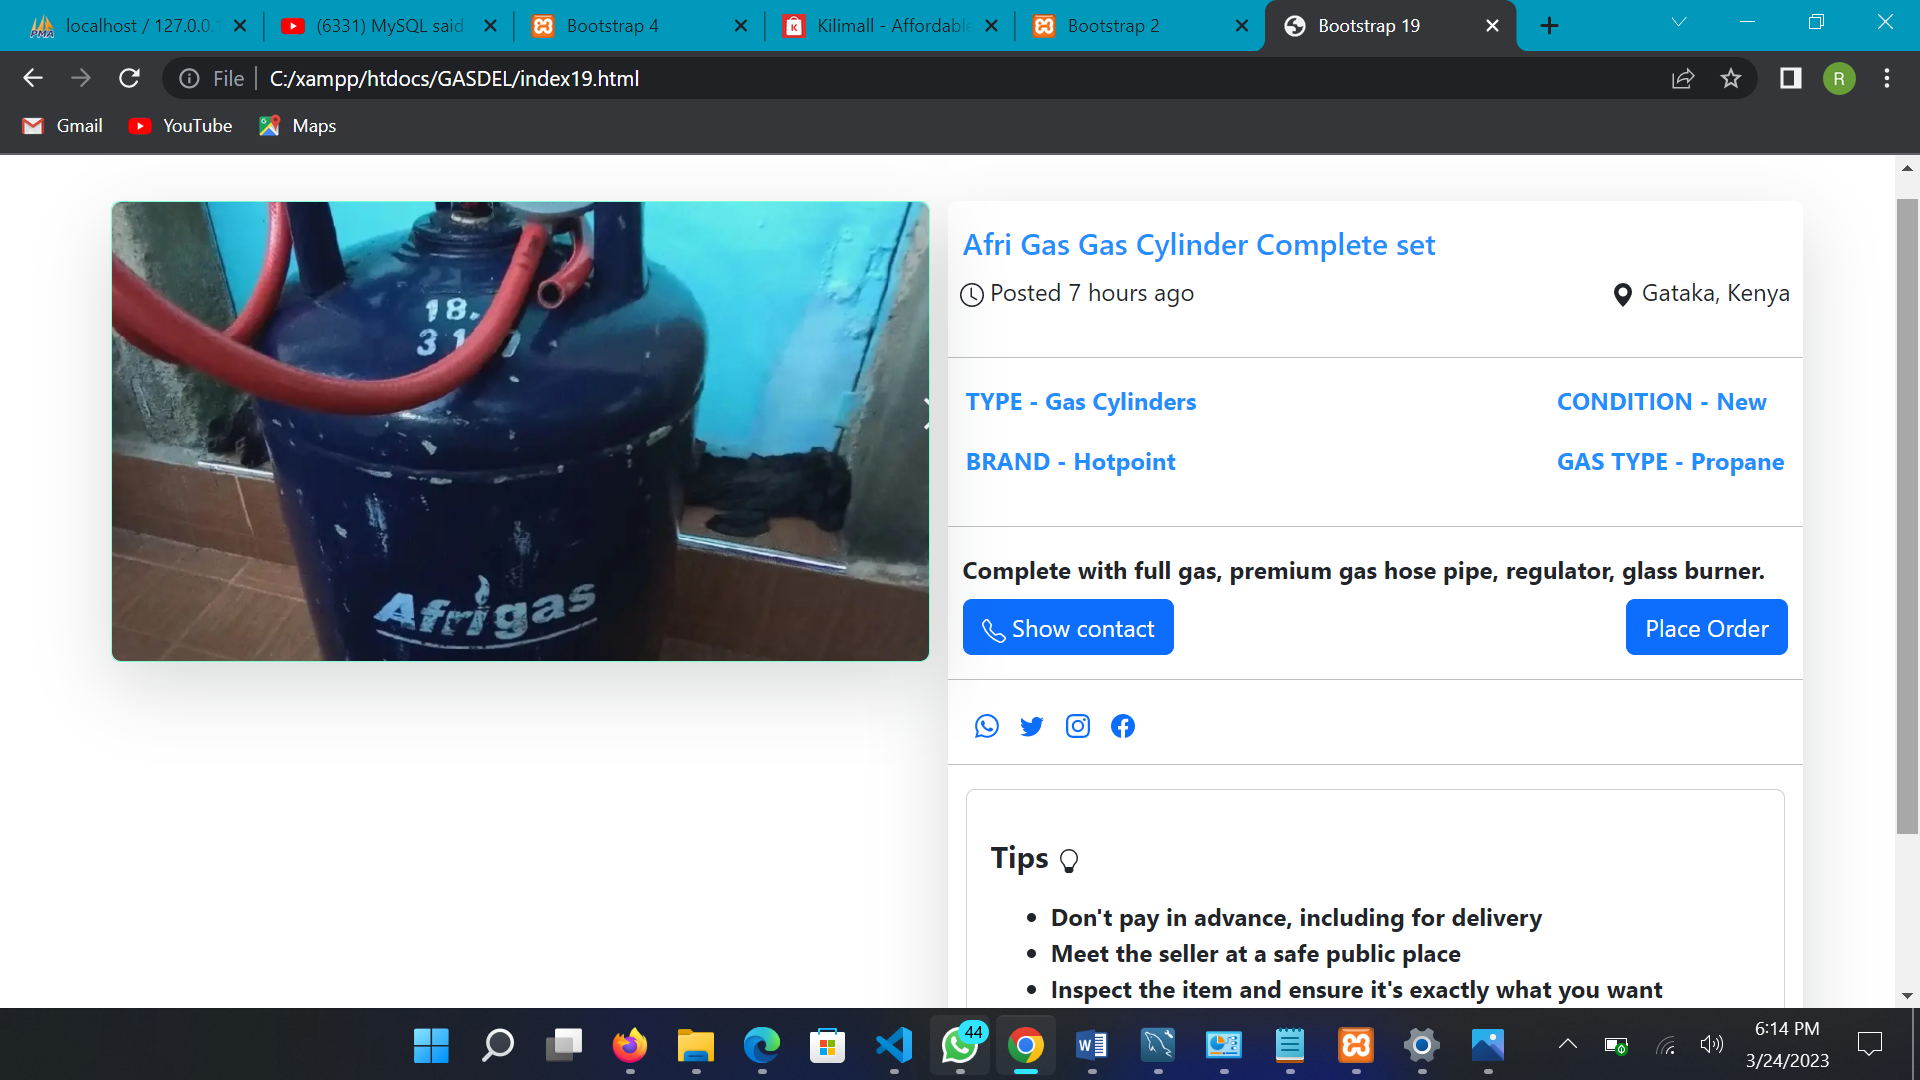 localhost / 127.0.0.1
(6331) MySQL said
Bootstrap 4
Kilimall - Affordable
Bootstrap 2
Bootstrap 19
File
C:/xampp/htdocs/GASDEL/index19.html
R
Gmail
YouTube
Maps
18.
Afrigas
Afri Gas Gas Cylinder Complete set
Posted 7 hours ago
Gataka, Kenya
TYPE - Gas Cylinders
CONDITION - New
BRAND - Hotpoint
GAS TYPE - Propane
Complete with full gas, premium gas hose pipe, regulator, glass burner.
Show contact
Place Order
Tips
• Don't pay in advance, including for delivery
• Meet the seller at a safe public place
• Inspect the item and ensure it's exactly what you want
44
6:14 PM
3/24/2023